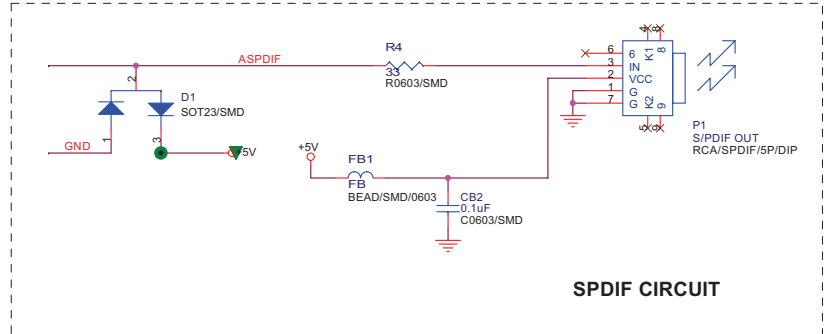 ASPDIF
R4
33
R0603/SMD
2
D1
SOT23/SMD
1
3
GND
+5V
+5V
FB1
FB
BEAD/SMD/0603
CB2
0.1uF
C0603/SMD
4
8
6
3
2
1
7
6
IN
VCC
G
G
K1
8
K2
9
5
9
P1
S/PDIF OUT
RCA/SPDIF/5P/DIP
SPDIF CIRCUIT